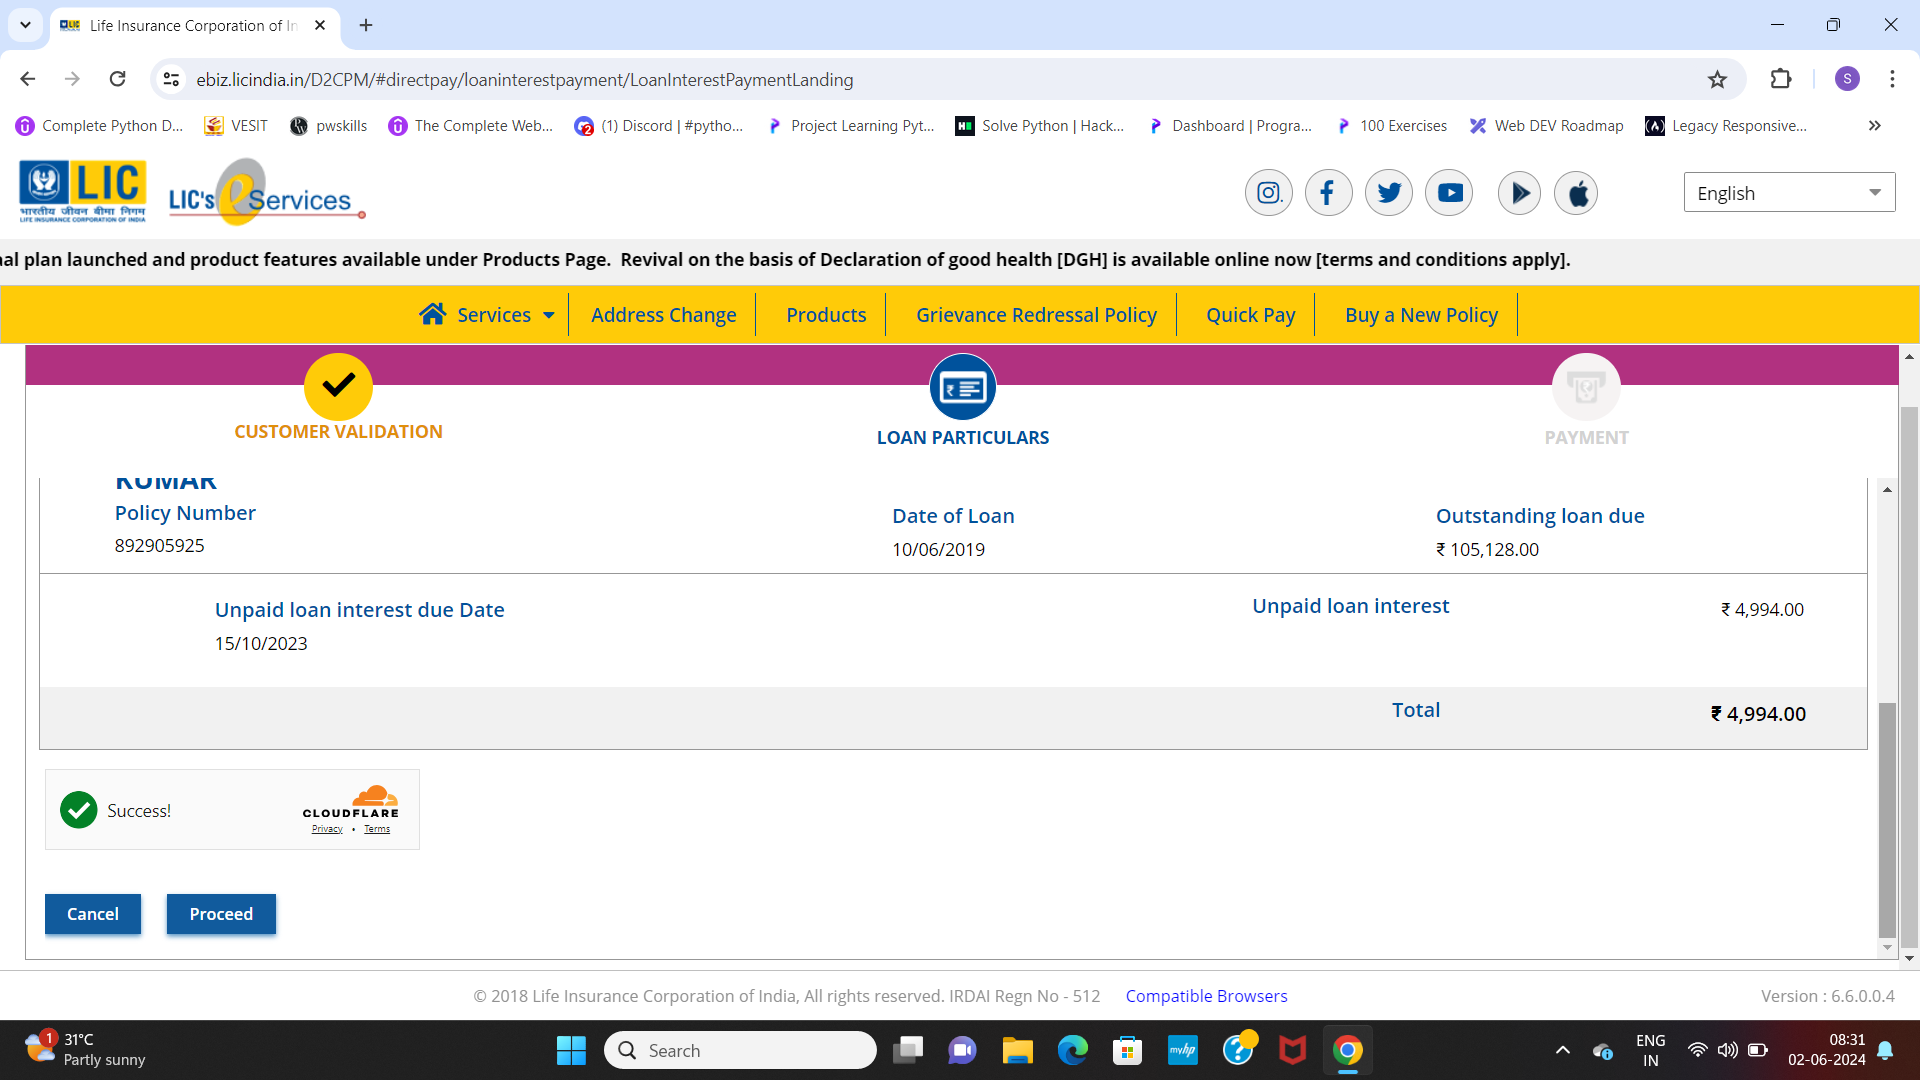 Life Insurance Corporation of In
ebiz.licindia.in/D2CPM/#directpay/loaninterestpayment/LoanInterestPaymentLanding
S
Complete Python D...
VESIT
pwskills
The Complete Web...
(1) Discord | #pytho...
Project Learning Pyt...
Solve Python | Hack...
Dashboard | Progra...
100 Exercises
Web DEV Roadmap
Legacy Responsive...
LIC
भारतीय जीवन बीमा निगम
LIFE INSURANCE CORPORATION OF INDIA
LIC's eServices
English
al plan launched and product features available under Products Page. Revival on the basis of Declaration of good health [DGH] is available online now [terms and conditions apply].
Services
Address Change
Products
Grievance Redressal Policy
Quick Pay
Buy a New Policy
CUSTOMER VALIDATION
LOAN PARTICULARS
PAYMENT
KUMAR
Policy Number
Date of Loan
Outstanding loan due
892905925
10/06/2019
₹ 105,128.00
Unpaid loan interest due Date
Unpaid loan interest
₹ 4,994.00
15/10/2023
Total
₹ 4,994.00
Success!
CLOUDFLARE
Privacy • Terms
Cancel
Proceed
© 2018 Life Insurance Corporation of India, All rights reserved. IRDAI Regn No - 512
Compatible Browsers
Version : 6.6.0.0.4
1
31°C
Partly sunny
Search
myhp
ENG
IN
08:31
02-06-2024